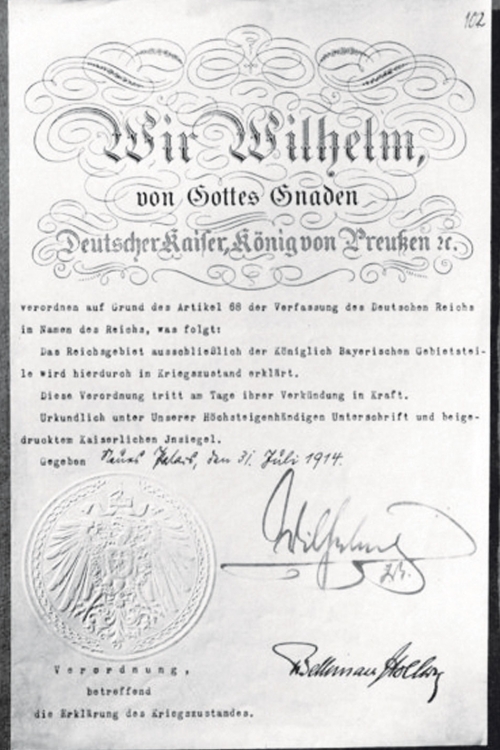 102
Wir Wilhelm,
von Gottes Gnaden
Deutscher Kaiser, König von Preußen ꝛc.
verordnen auf Grund des Artikel 68 der Verfassung des Deutschen Reichs
im Namen des Reichs, was folgt:
Das Reichsgebiet ausschließlich der Königlich Bayerischen Gebietstei-
le wird hierdurch in Kriegszustand erklärt.
Diese Verordnung tritt am Tage ihrer Verkündung in Kraft.
Urkundlich unter Unserer Höchsteigenhändigen Unterschrift und beige-
drucktem Kaiserlichen Jnsiegel.
Gegeben Neues Palais, den 31. Juli 1914.
Wilhelm
I.R.
Bethmann Hollweg
Verordnung,
betreffend
die Erklärung des Kriegszustandes.